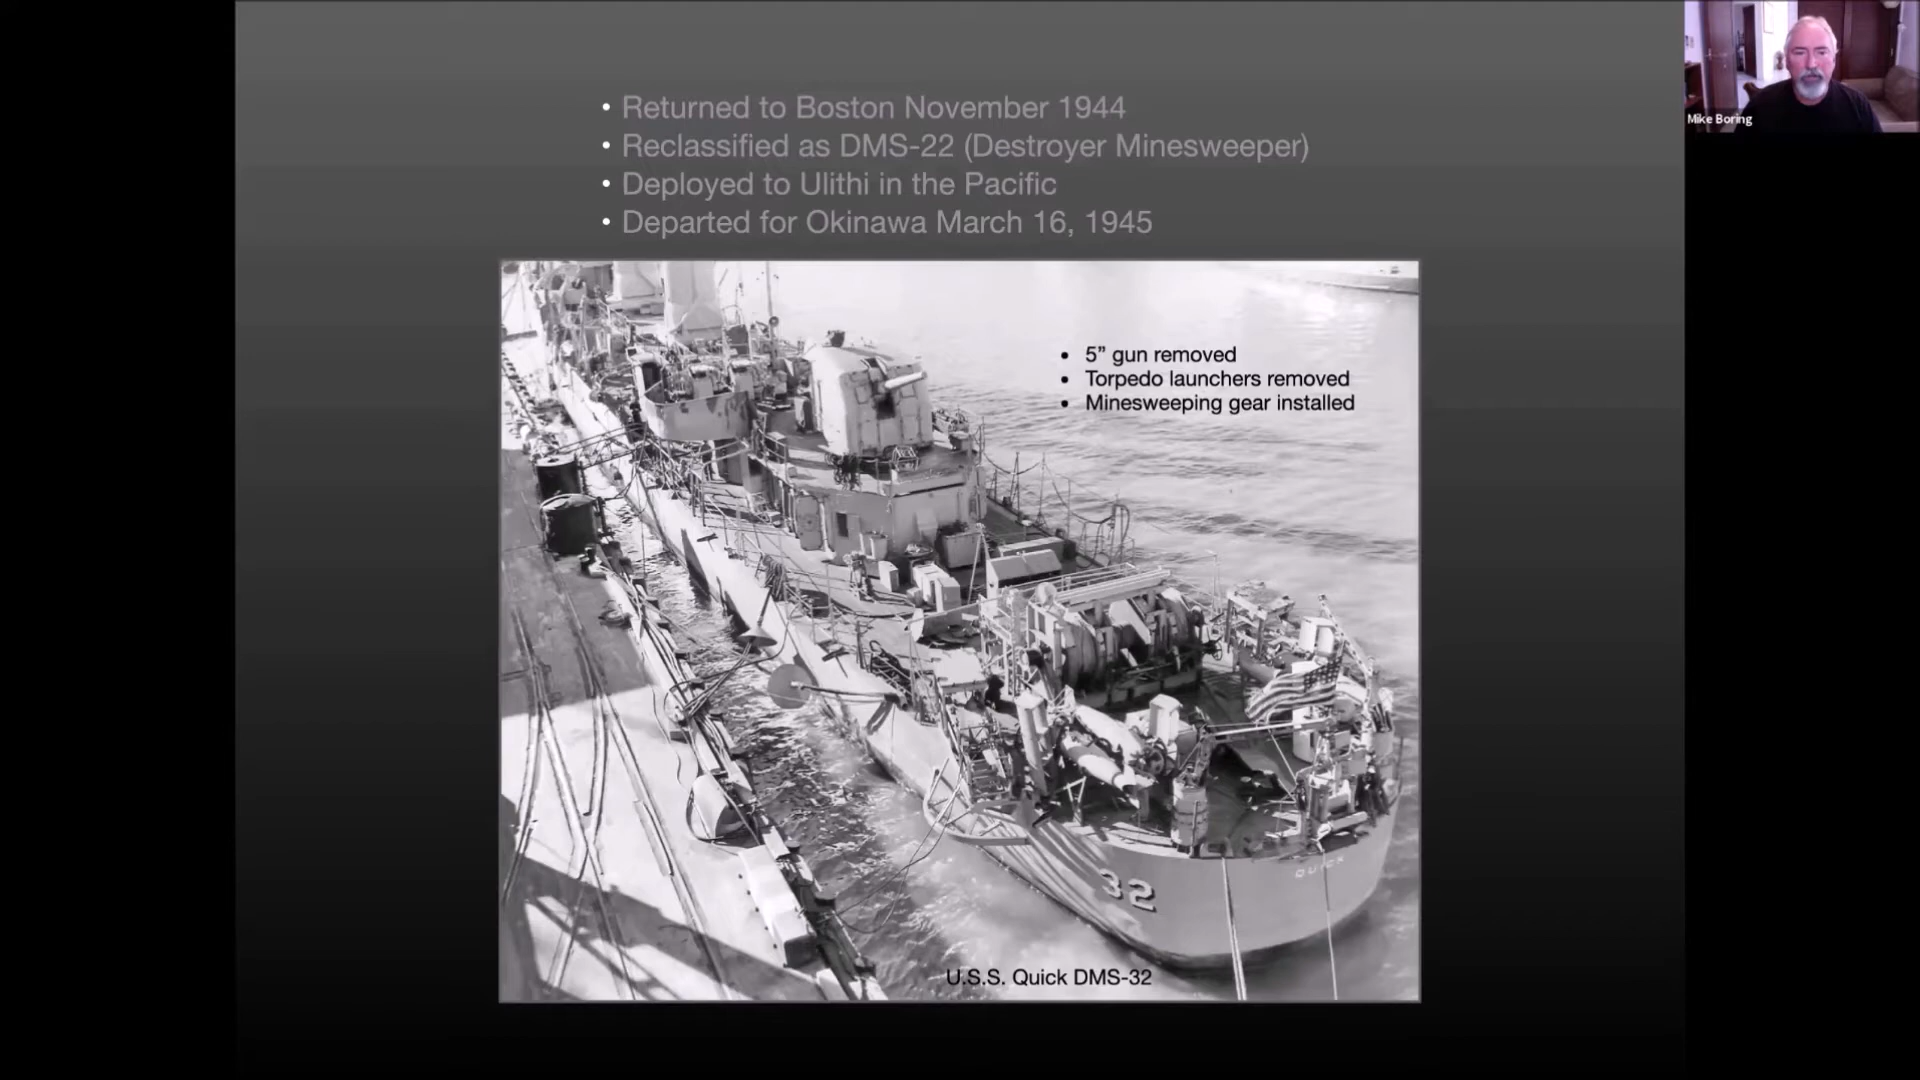 • Returned to Boston November 1944
• Reclassified as DMS-22 (Destroyer Minesweeper)
• Deployed to Ulithi in the Pacific
• Departed for Okinawa March 16, 1945
• 5” gun removed
• Torpedo launchers removed
• Minesweeping gear installed
32
QUICK
U.S.S. Quick DMS-32
Mike Boring